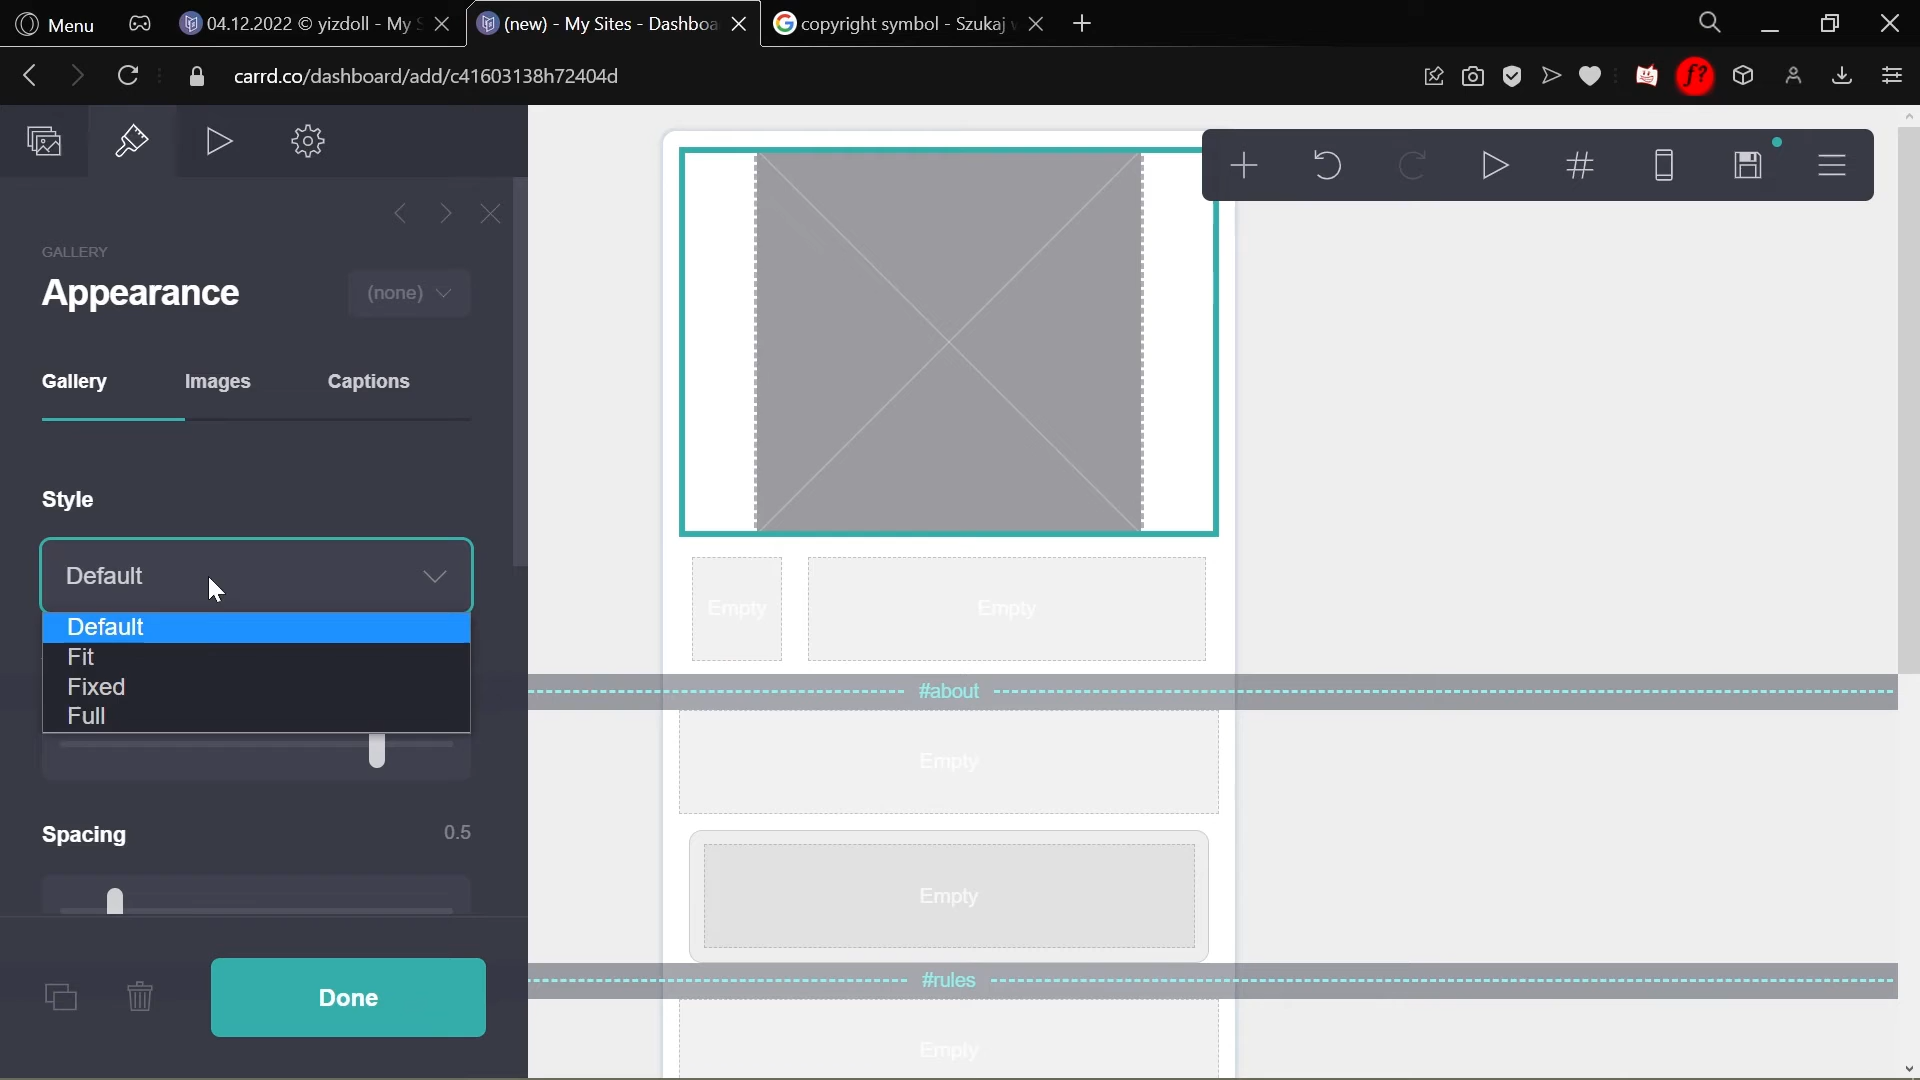 Menu
04.12.2022 © yizdoll - My S
(new) - My Sites - Dashboa
copyright symbol - Szukaj w
carrd.co/dashboard/add/c41603138h72404d
f?
GALLERY
Appearance
(none)
Gallery
Images
Captions
Style
Default
Default
Fit
Fixed
Full
Spacing
0.5
Done
Empty
Empty
#about
Empty
Empty
#rules
Empty